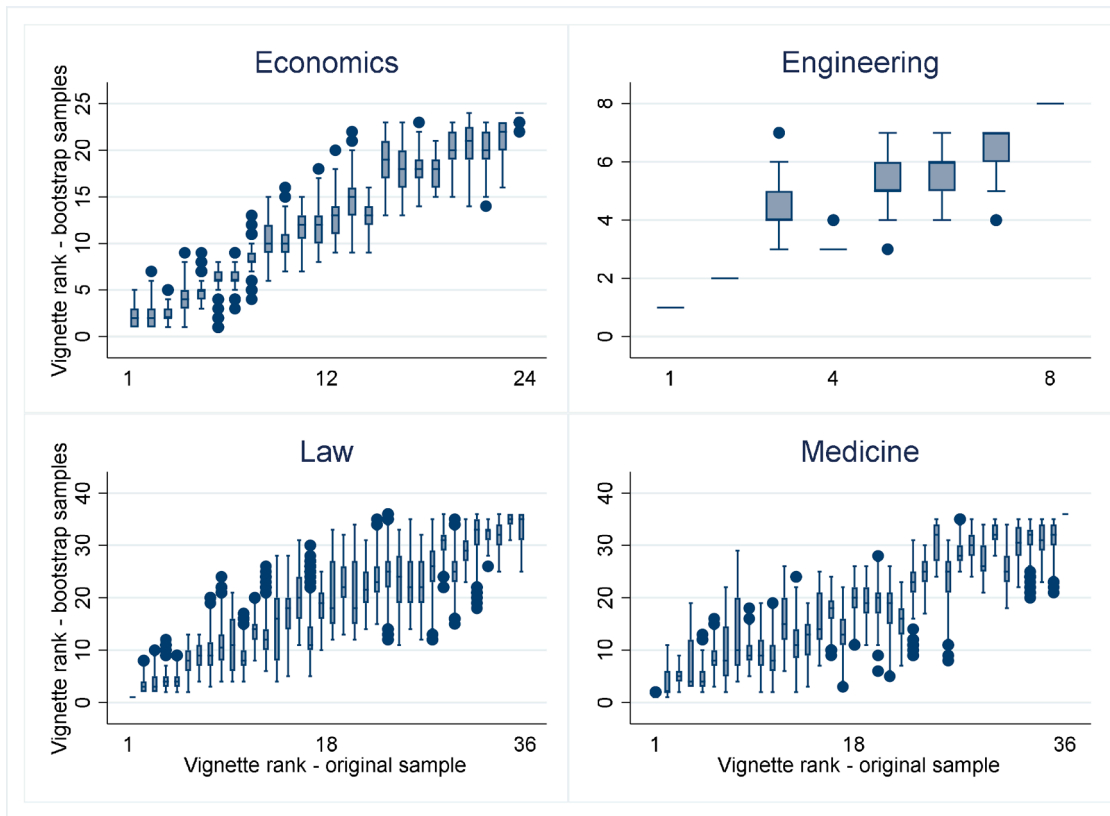 Economics
Vignette rank - bootstrap samples
25
20
15
10
5
0
1 12 24
Engineering
8
6
4
2
0
1 4 8
Law
Vignette rank - bootstrap samples
40
30
20
10
0
1 18 36
Vignette rank - original sample
Medicine
40
30
20
10
0
1 18 36
Vignette rank - original sample